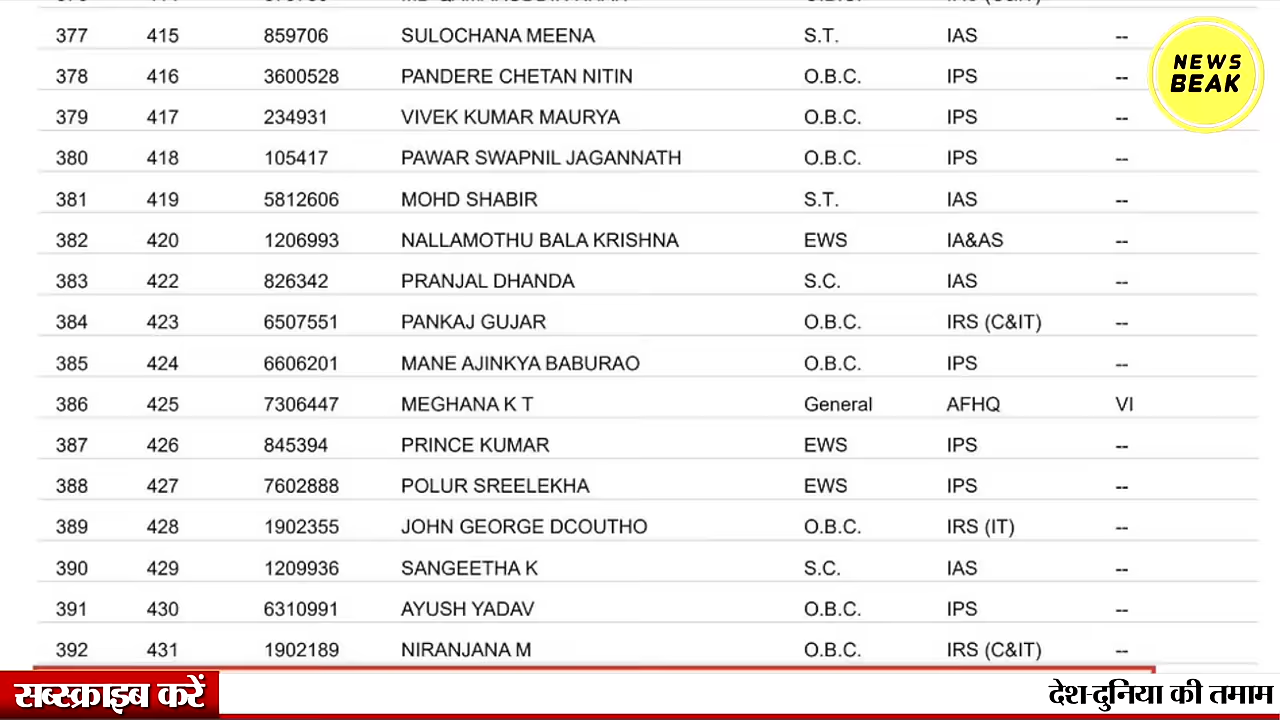 377 415 859706 SULOCHANA MEENA S.T. IAS --
378 416 3600528 PANDERE CHETAN NITIN O.B.C. IPS --
379 417 234931 VIVEK KUMAR MAURYA O.B.C. IPS --
380 418 105417 PAWAR SWAPNIL JAGANNATH O.B.C. IPS --
381 419 5812606 MOHD SHABIR S.T. IAS --
382 420 1206993 NALLAMOTHU BALA KRISHNA EWS IA&AS --
383 422 826342 PRANJAL DHANDA S.C. IAS --
384 423 6507551 PANKAJ GUJAR O.B.C. IRS (C&IT) --
385 424 6606201 MANE AJINKYA BABURAO O.B.C. IPS --
386 425 7306447 MEGHANA K T General AFHQ VI
387 426 845394 PRINCE KUMAR EWS IPS --
388 427 7602888 POLUR SREELEKHA EWS IPS --
389 428 1902355 JOHN GEORGE DCOUTHO O.B.C. IRS (IT) --
390 429 1209936 SANGEETHA K S.C. IAS --
391 430 6310991 AYUSH YADAV O.B.C. IPS --
392 431 1902189 NIRANJANA M O.B.C. IRS (C&IT) --
NEWS
BEAK
सब्स्क्राइब करें
देश-दुनिया की तमाम